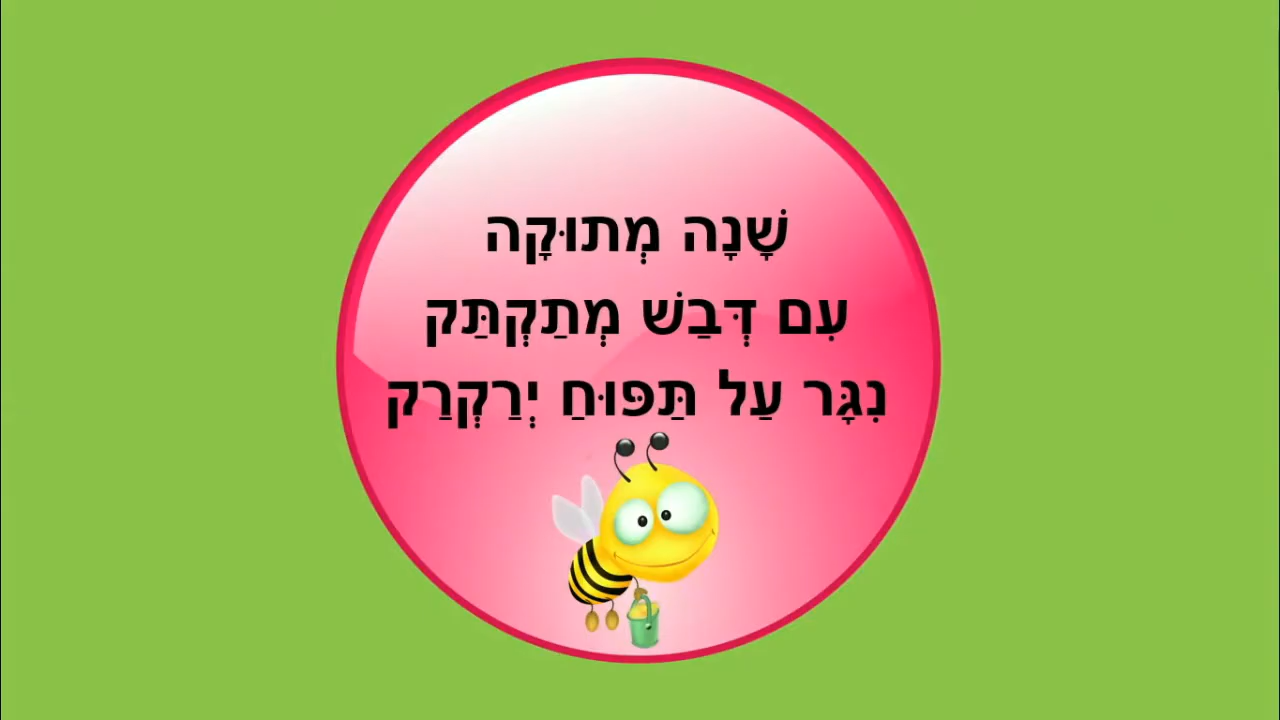 שָׁנָה מְתוּקָה
עִם דְּבַשׁ מְתַקְתַּק
נִגָּר עַל תַּפּוּחַ יְרַקְרַק